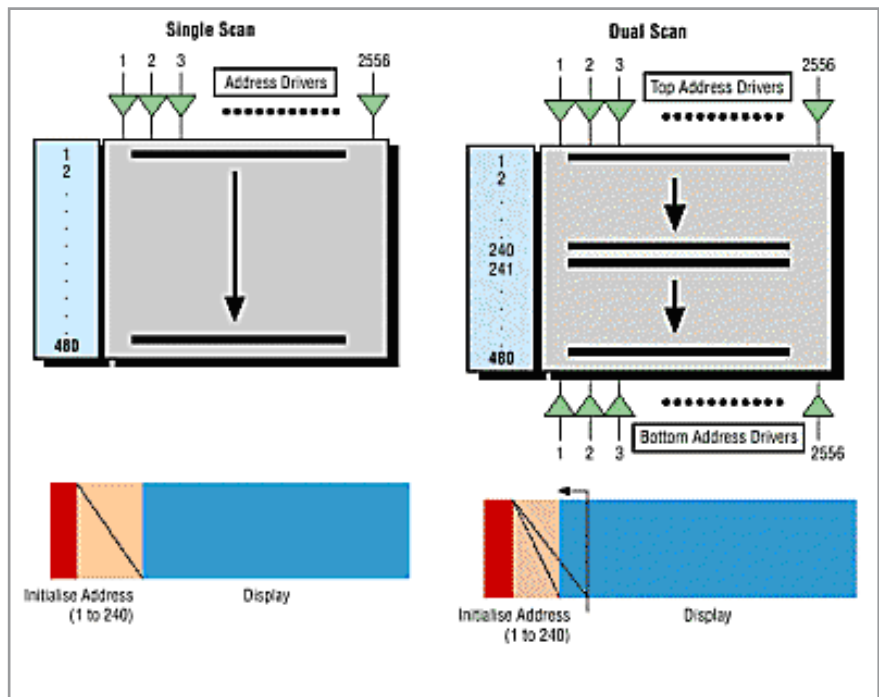 Single Scan
1 2 3 2556
Address Drivers
1
2
480
Initialise Address
(1 to 240)
Display
Dual Scan
1 2 3 2556
Top Address Drivers
1
2
240
241
480
Bottom Address Drivers
1 2 3 2556
Initialise Address
(1 to 240)
Display